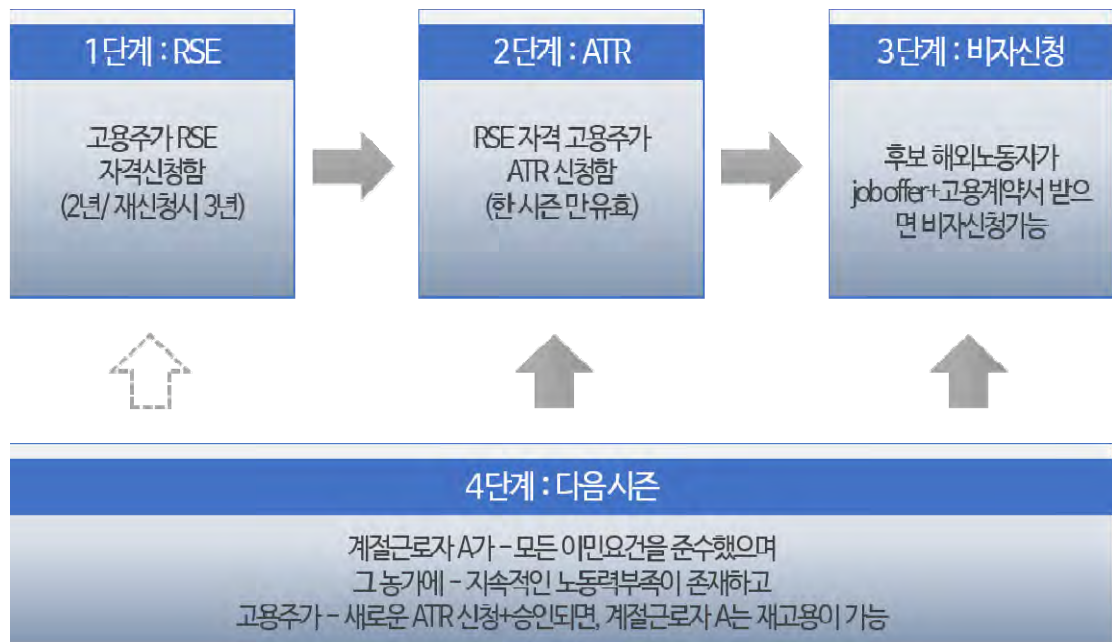 1단계 : RSE
고용주가 RSE
자격신청함
(2년/ 재신청시 3년)
2단계 : ATR
RSE 자격 고용주가
ATR 신청함
(한 시즌 만 유효)
3단계 : 비자신청
후보 해외노동자가
job offer+고용계약서 받으
면 비자신청가능
4단계 : 다음시즌
계절근로자 A가 – 모든 이민요건을 준수했으며
그 농가에 – 지속적인 노동력부족이 존재하고
고용주가 – 새로운 ATR 신청+승인되면, 계절근로자 A는 재고용이 가능